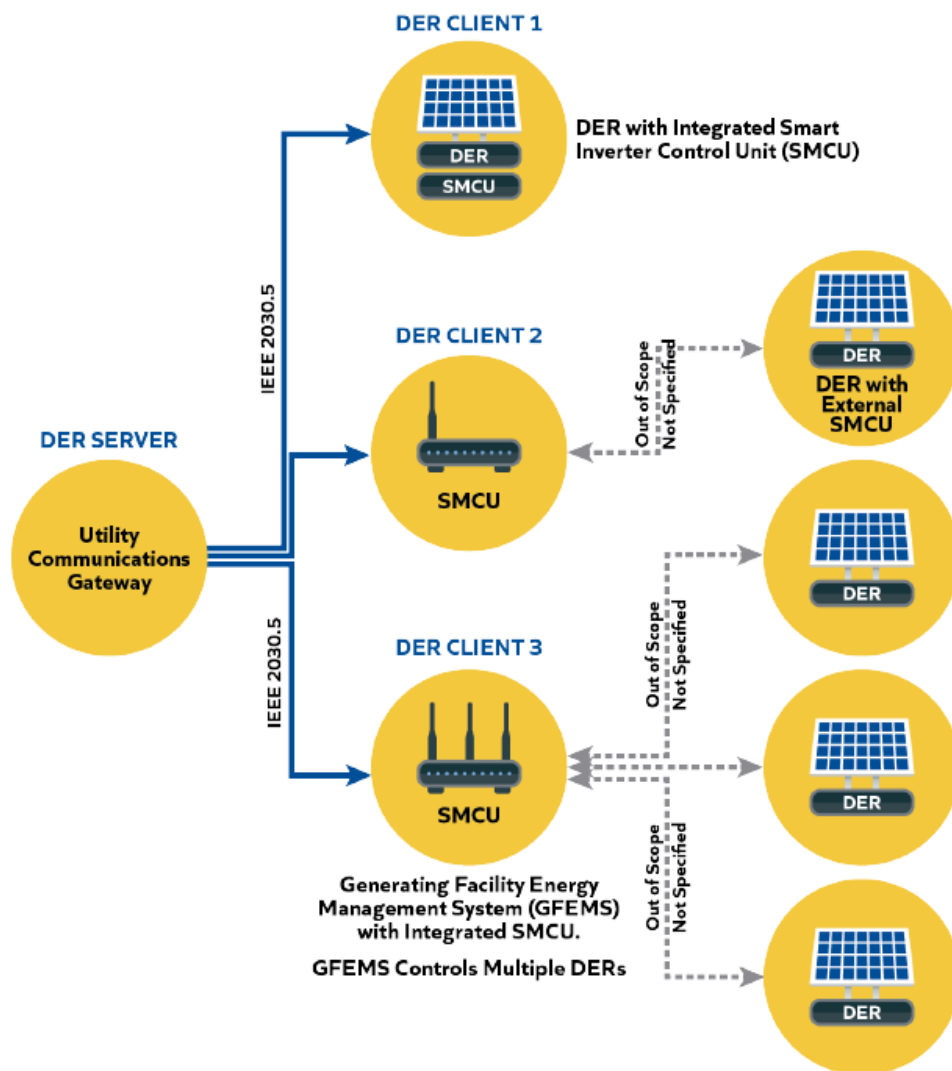 DER CLIENT 1
DER
SMCU
DER with Integrated Smart
Inverter Control Unit (SMCU)
IEEE 2030.5
DER CLIENT 2
SMCU
Out of Scope
Not Specified
DER
DER with
External
SMCU
DER SERVER
Utility
Communications
Gateway
IEEE 2030.5
DER CLIENT 3
SMCU
Generating Facility Energy
Management System (GFEMS)
with Integrated SMCU.
GFEMS Controls Multiple DERs
Out of Scope
Not Specified
DER
DER
Out of Scope
Not Specified
DER